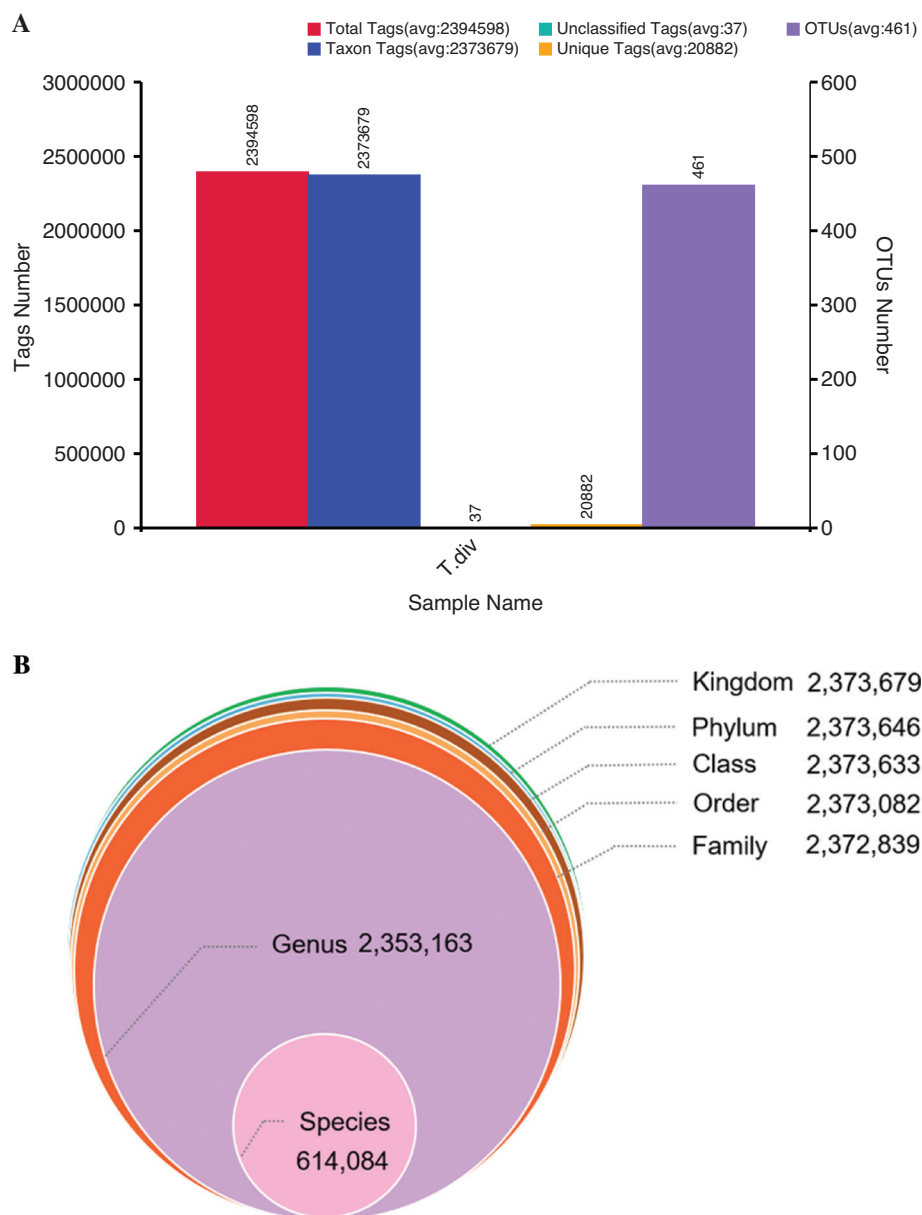 A
Total Tags(avg:2394598) Unclassified Tags(avg:37) OTUs(avg:461)
Taxon Tags(avg:2373679) Unique Tags(avg:20882)
3000000
2500000
2000000
1500000
1000000
500000
0
Tags Number
2394598
2373679
37
20882
461
600
500
400
300
200
100
0
OTUs Number
T.div
Sample Name
B
Kingdom 2,373,679
Phylum 2,373,646
Class 2,373,633
Order 2,373,082
Family 2,372,839
Genus 2,353,163
Species
614,084